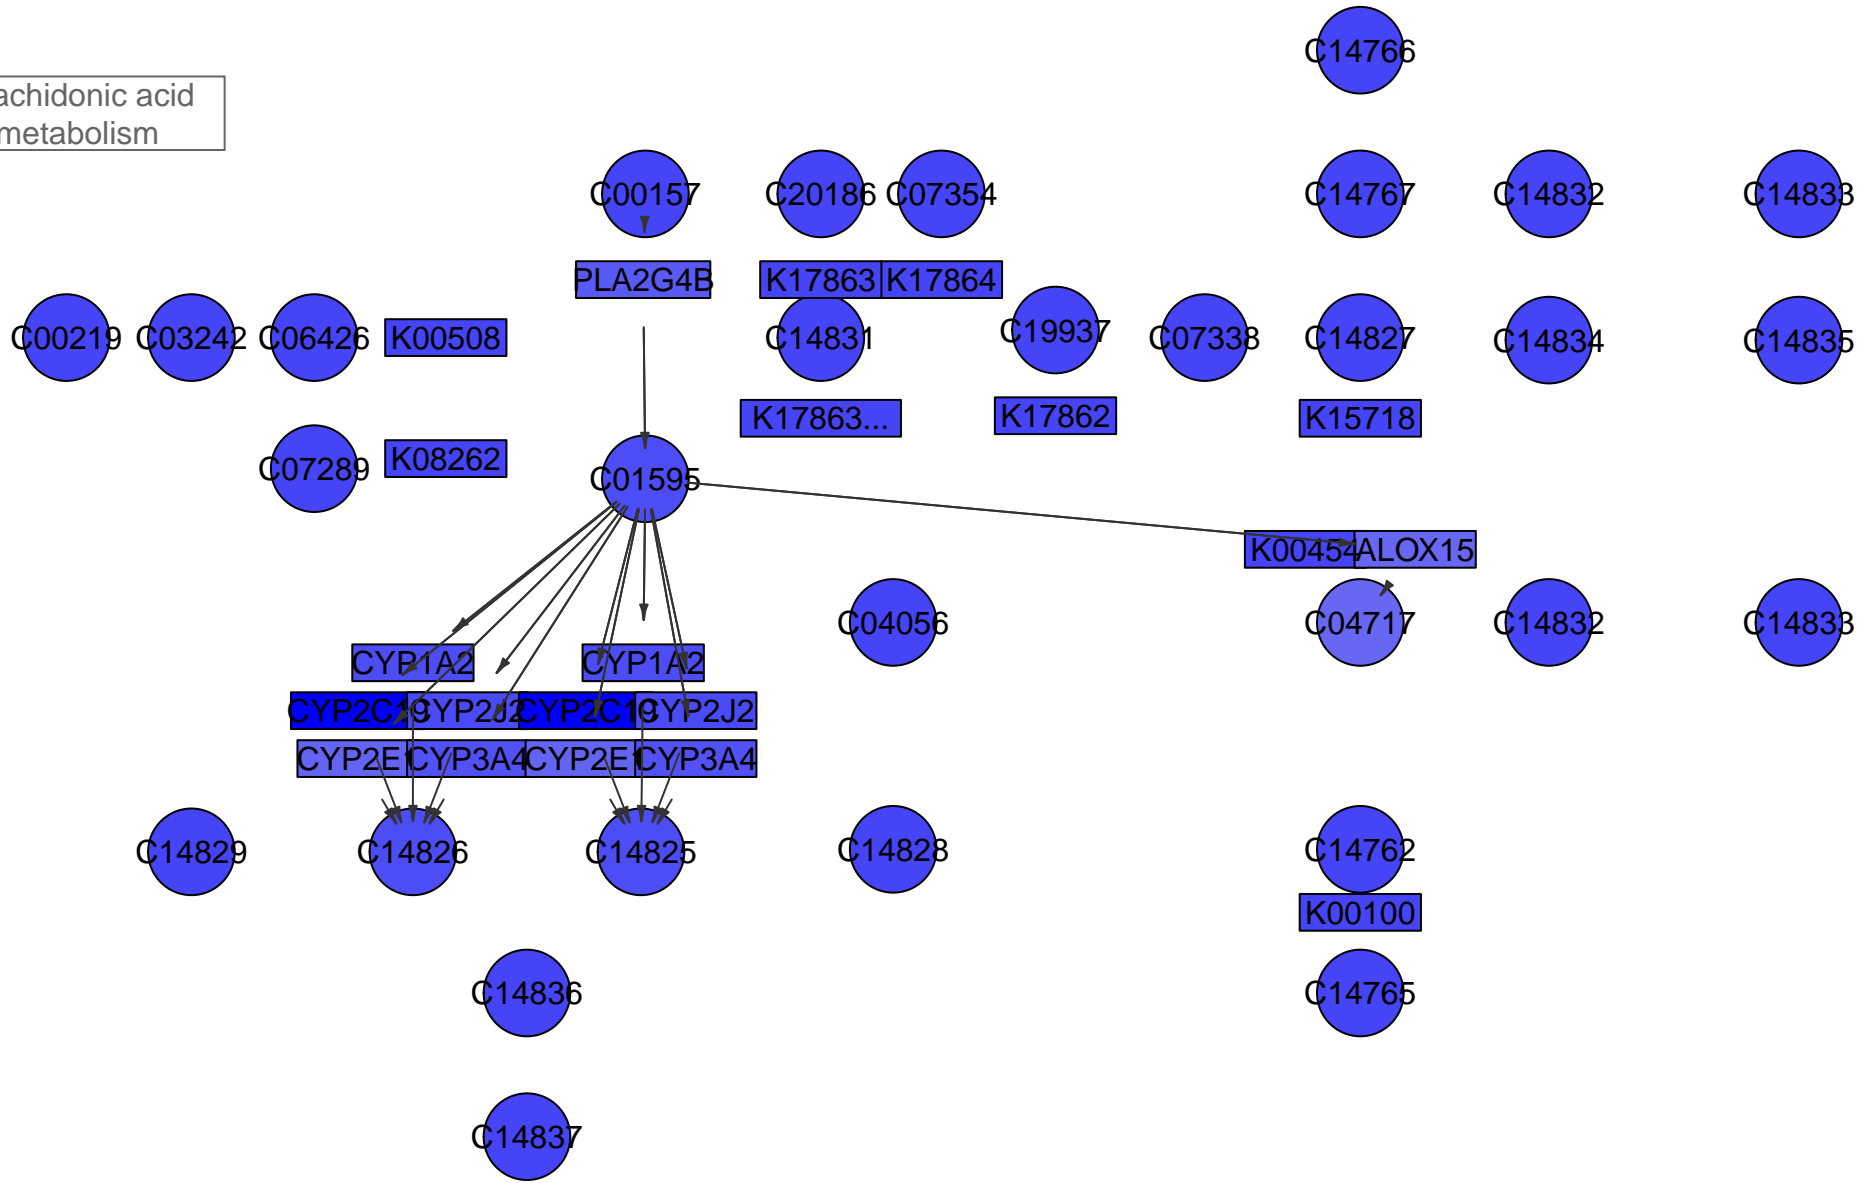 C14766
achidonic acid
metabolism
C00157
C20186
C07354
C14767
C14832
C14833
PLA2G4B
K17863
K17864
C00219
C03242
C06426
K00508
C14831
C19937
C07338
C14827
C14834
C14835
K17863...
K17862
K15718
C07289
K08262
C01595
K00454
ALOX15
C04056
C04717
C14832
C14833
CYP1A2
CYP1A2
CYP2C19
CYP2J2
CYP2C19
CYP2J2
CYP2E1
CYP3A4
CYP2E1
CYP3A4
C14829
C14826
C14825
C14828
C14762
K00100
C14836
C14765
C14837